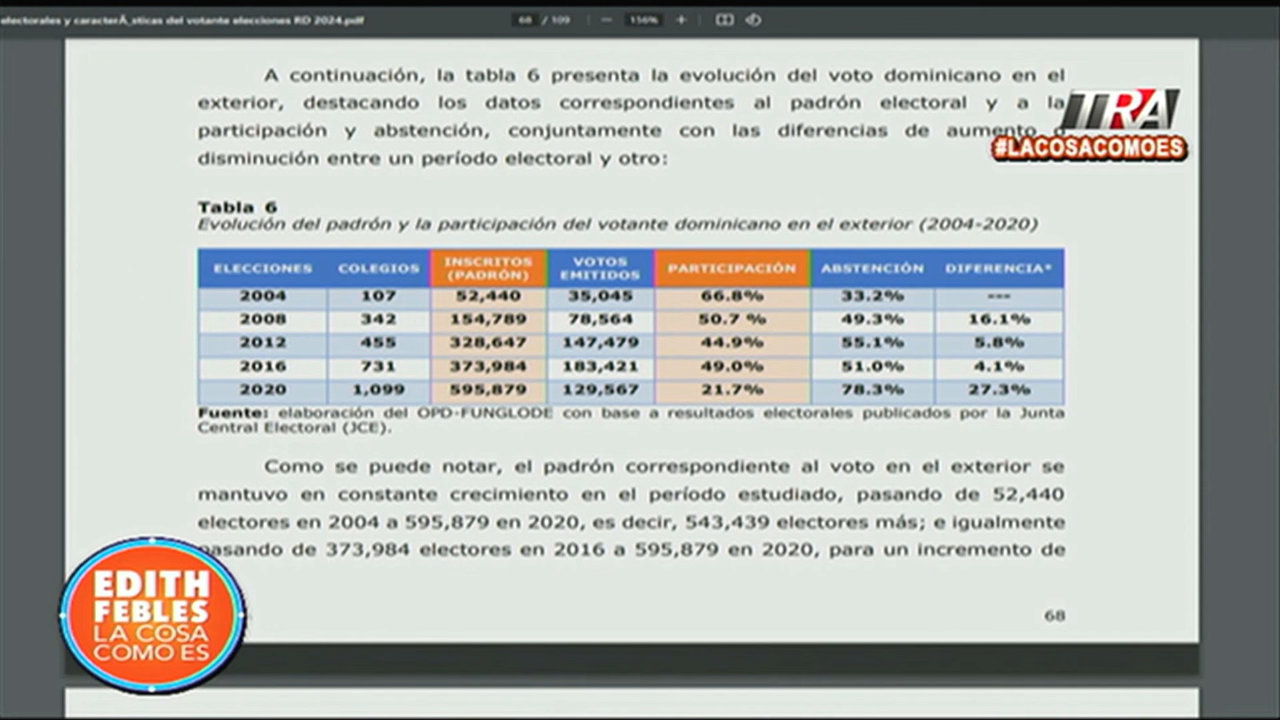 electorales y caracterÃ_sticas del votante elecciones RD 2024.pdf
68 / 109
156%
A continuación, la tabla 6 presenta la evolución del voto dominicano en el
exterior, destacando los datos correspondientes al padrón electoral y a la
participación y abstención, conjuntamente con las diferencias de aumento o
disminución entre un período electoral y otro:
TRA
#LACOSACOMOES
Tabla 6
Evolución del padrón y la participación del votante dominicano en el exterior (2004-2020)
ELECCIONES COLEGIOS INSCRITOS (PADRÓN) VOTOS EMITIDOS PARTICIPACIÓN ABSTENCIÓN DIFERENCIA*
2004 107 52,440 35,045 66.8% 33.2% ---
2008 342 154,789 78,564 50.7 % 49.3% 16.1%
2012 455 328,647 147,479 44.9% 55.1% 5.8%
2016 731 373,984 183,421 49.0% 51.0% 4.1%
2020 1,099 595,879 129,567 21.7% 78.3% 27.3%
Fuente: elaboración del OPD-FUNGLODE con base a resultados electorales publicados por la Junta
Central Electoral (JCE).
Como se puede notar, el padrón correspondiente al voto en el exterior se
mantuvo en constante crecimiento en el período estudiado, pasando de 52,440
electores en 2004 a 595,879 en 2020, es decir, 543,439 electores más; e igualmente
pasando de 373,984 electores en 2016 a 595,879 en 2020, para un incremento de
68
EDITH
FEBLES
LA COSA
COMO ES